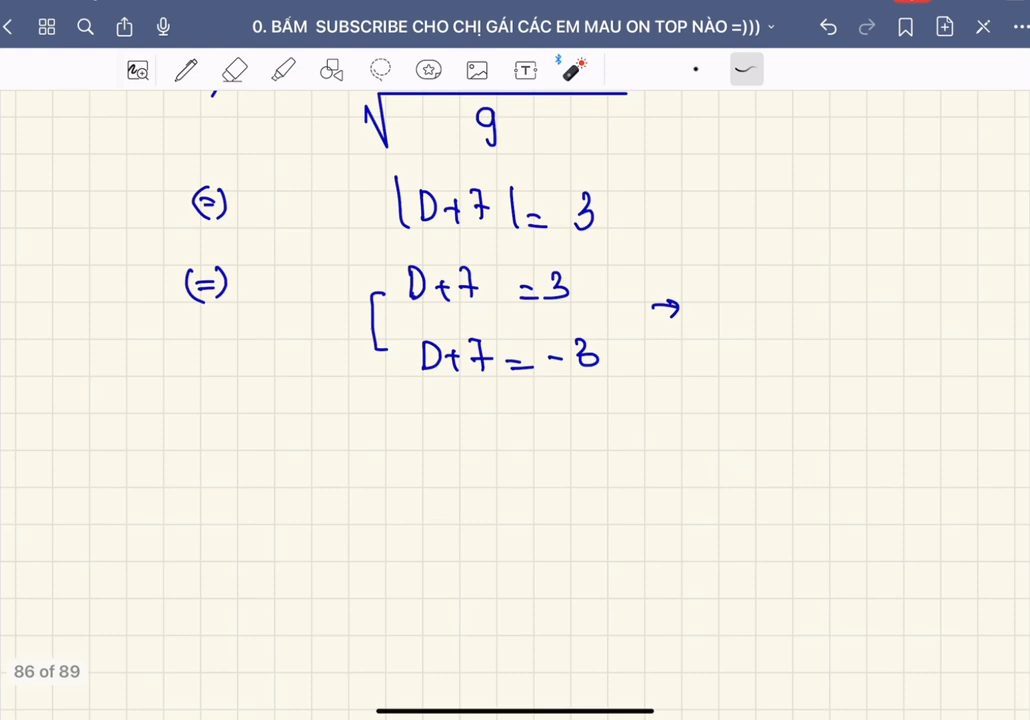 0. BẤM SUBSCRIBE CHO CHỊ GÁI CÁC EM MAU ON TOP NÀO =)))
√9
(=) |D+7| = 3
(=) [ D+7 = 3 →
D+7 = -3
86 of 89